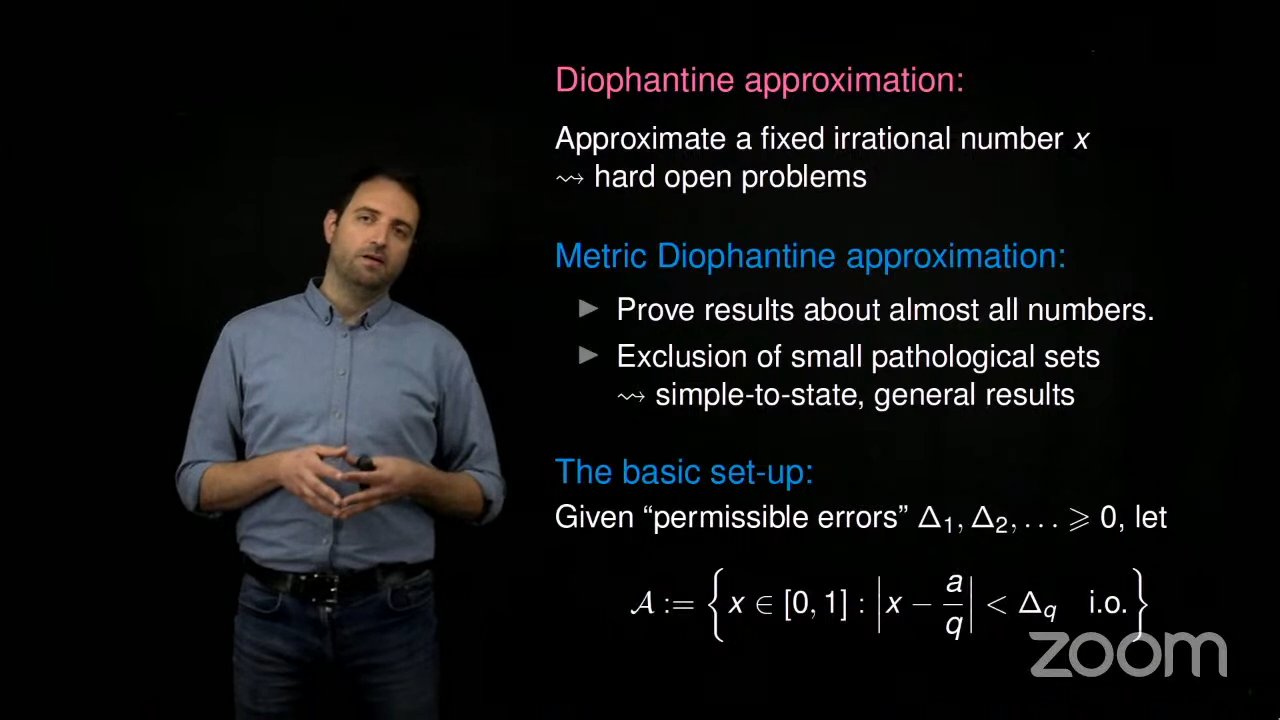 Diophantine approximation:
Approximate a fixed irrational number x
⇝ hard open problems
Metric Diophantine approximation:
▶ Prove results about almost all numbers.
▶ Exclusion of small pathological sets
⇝ simple-to-state, general results
The basic set-up:
Given “permissible errors” Δ₁, Δ₂, … ⩾ 0, let
𝒜 := { x ∈ [0, 1] : | x − a/q | < Δ_q i.o. }
zoom